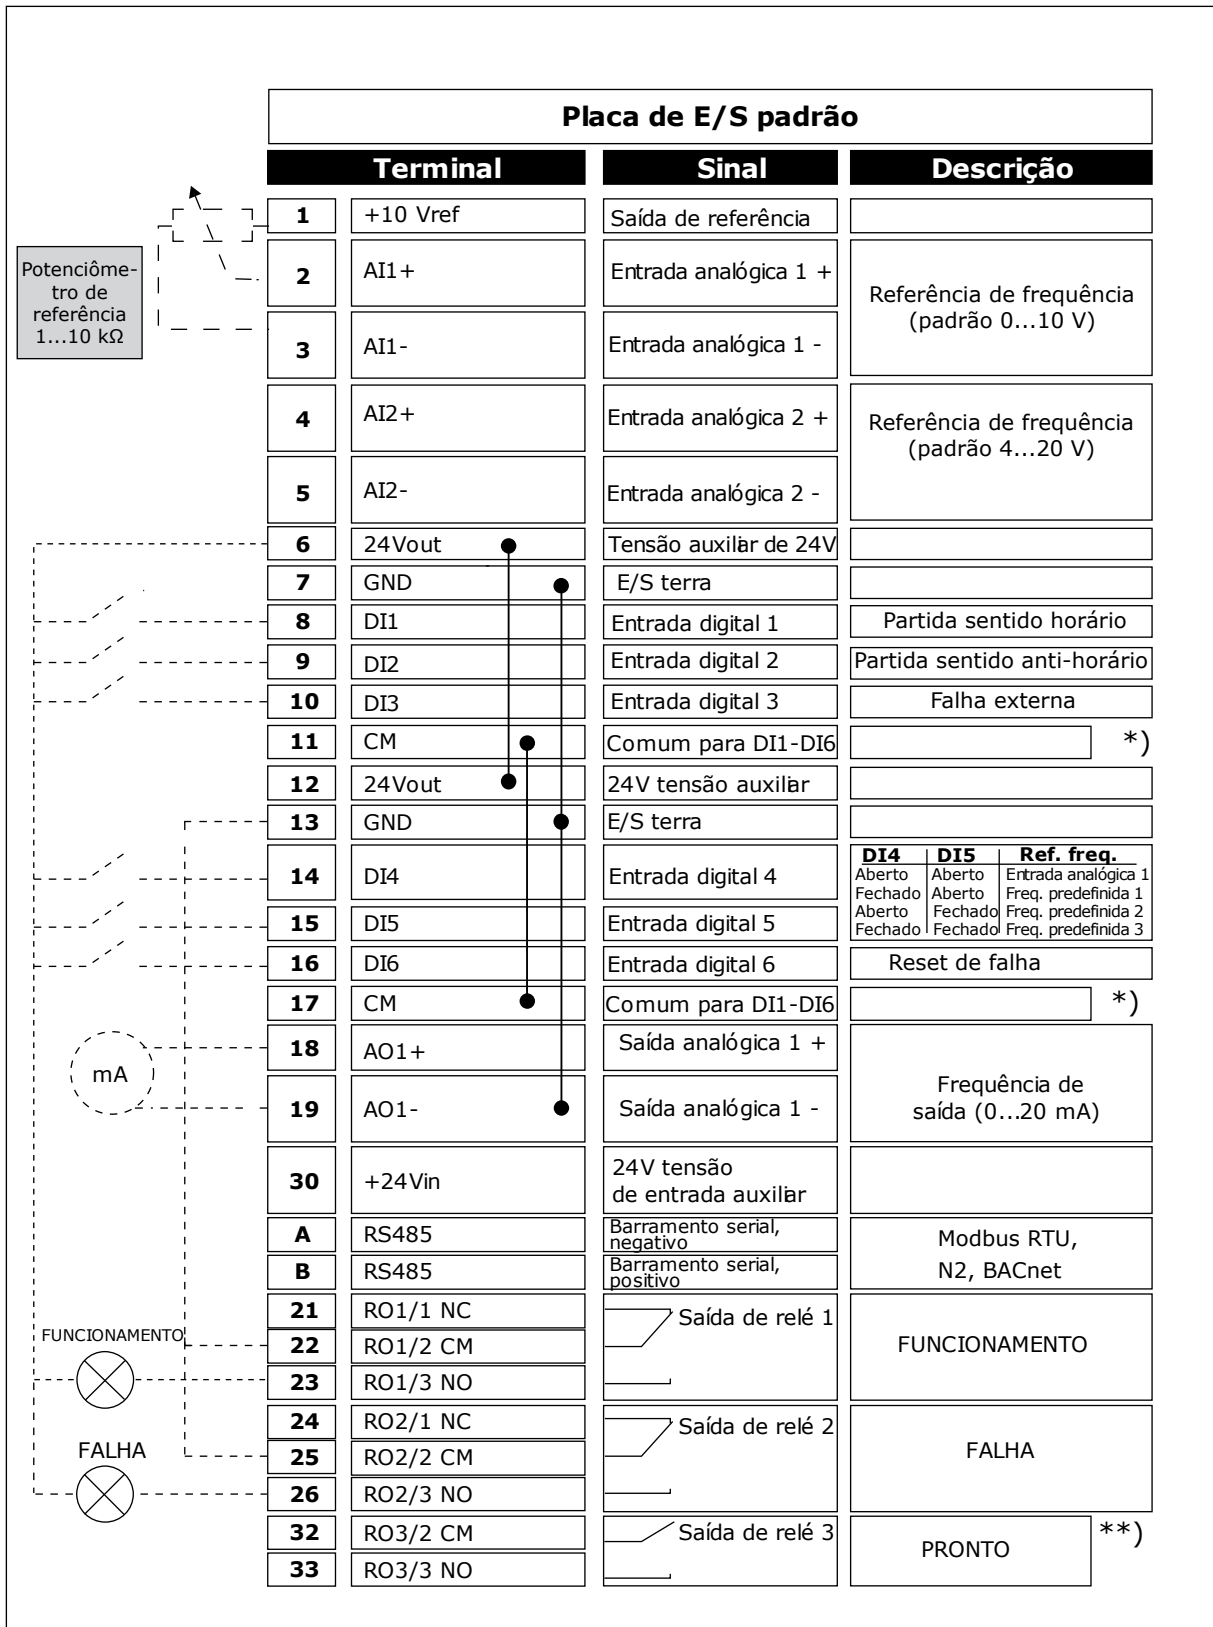 Placa de E/S padrão
Terminal Sinal Descrição
1 +10 Vref Saída de referência
Potenciôme-
tro de
referência
1...10 kΩ
2 AI1+ Entrada analógica 1 +
Referência de frequência
(padrão 0...10 V)
3 AI1- Entrada analógica 1 -
4 AI2+ Entrada analógica 2 +
Referência de frequência
(padrão 4...20 V)
5 AI2- Entrada analógica 2 -
6 24Vout Tensão auxiliar de 24V
7 GND E/S terra
8 DI1 Entrada digital 1 Partida sentido horário
9 DI2 Entrada digital 2 Partida sentido anti-horário
10 DI3 Entrada digital 3 Falha externa
11 CM Comum para DI1-DI6 *)
12 24Vout 24V tensão auxiliar
13 GND E/S terra
14 DI4 Entrada digital 4
DI4 DI5 Ref. freq.
Aberto Aberto Entrada analógica 1
Fechado Aberto Freq. predefinida 1
Aberto Fechado Freq. predefinida 2
Fechado Fechado Freq. predefinida 3
15 DI5 Entrada digital 5
16 DI6 Entrada digital 6 Reset de falha
17 CM Comum para DI1-DI6 *)
18 AO1+ Saída analógica 1 +
mA
Frequência de
saída (0...20 mA)
19 AO1- Saída analógica 1 -
30 +24Vin 24V tensão
de entrada auxiliar
A RS485 Barramento serial,
negativo
Modbus RTU,
N2, BACnet
B RS485 Barramento serial,
positivo
21 RO1/1 NC Saída de relé 1
FUNCIONAMENTO
22 RO1/2 CM FUNCIONAMENTO
23 RO1/3 NO
24 RO2/1 NC Saída de relé 2
FALHA
25 RO2/2 CM FALHA
26 RO2/3 NO
32 RO3/2 CM Saída de relé 3 **)
PRONTO
33 RO3/3 NO